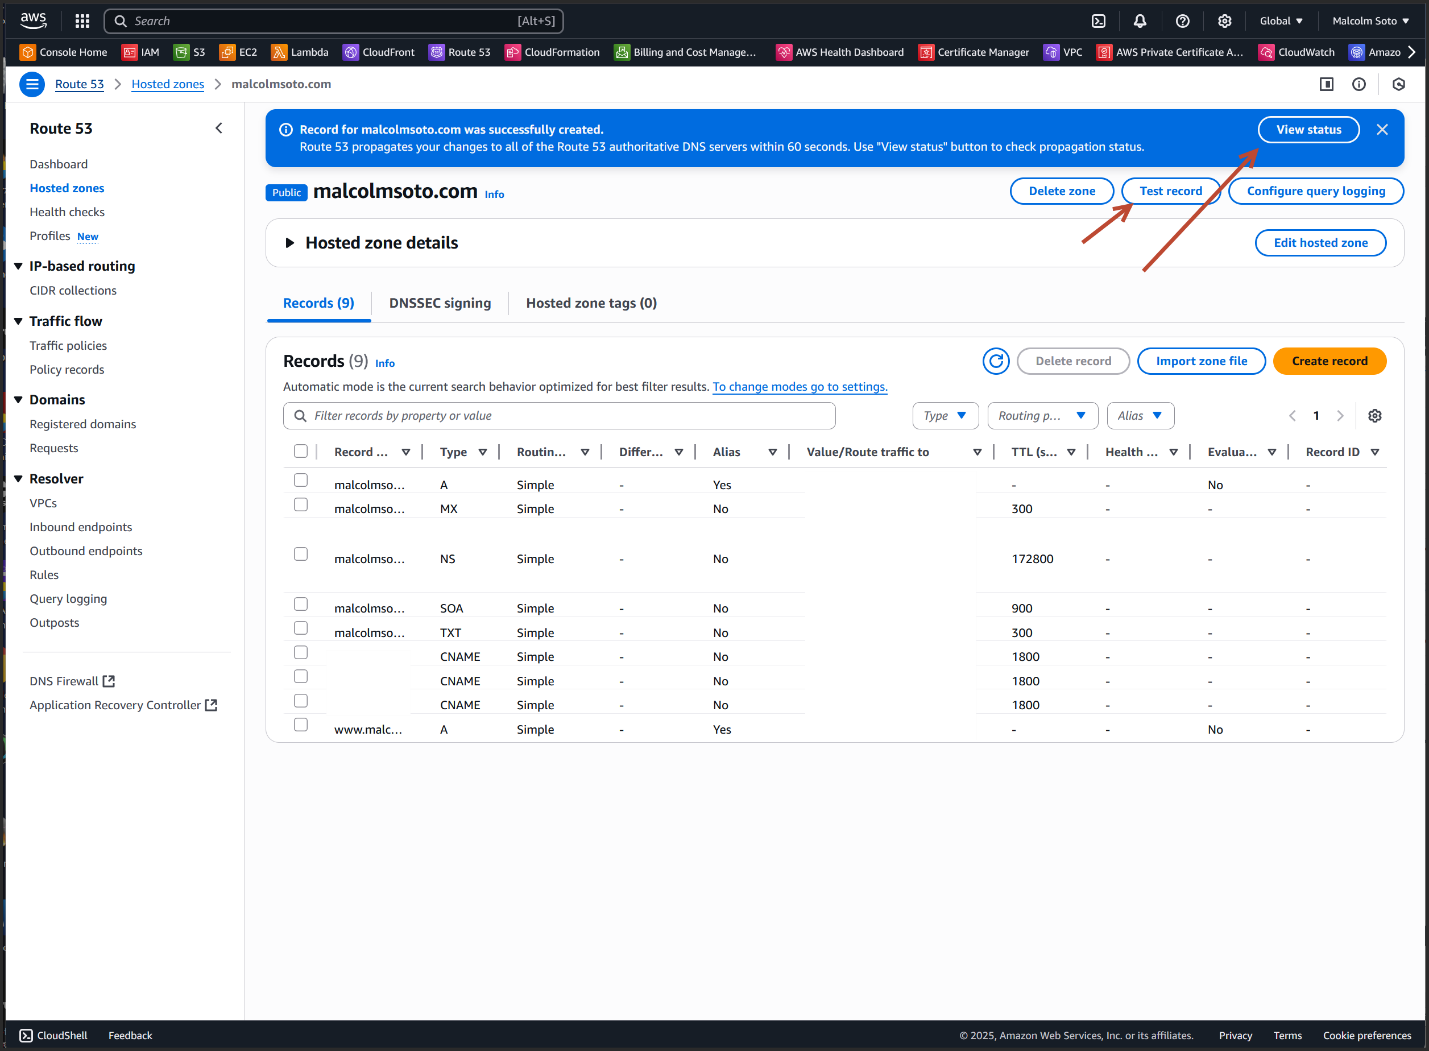 aws Search [Alt+S] Global Malcolm Soto
Console Home IAM S3 EC2 Lambda CloudFront Route 53 CloudFormation Billing and Cost Manage... AWS Health Dashboard Certificate Manager VPC AWS Private Certificate A... CloudWatch Amazo
Route 53 Hosted zones malcolmsoto.com
Route 53
Dashboard
Hosted zones
Health checks
Profiles New
IP-based routing
CIDR collections
Traffic flow
Traffic policies
Policy records
Domains
Registered domains
Requests
Resolver
VPCs
Inbound endpoints
Outbound endpoints
Rules
Query logging
Outposts
DNS Firewall
Application Recovery Controller
Record for malcolmsoto.com was successfully created.
Route 53 propagates your changes to all of the Route 53 authoritative DNS servers within 60 seconds. Use "View status" button to check propagation status.
View status
Public malcolmsoto.com Info
Delete zone Test record Configure query logging
Hosted zone details Edit hosted zone
Records (9) DNSSEC signing Hosted zone tags (0)
Records (9) Info Delete record Import zone file Create record
Automatic mode is the current search behavior optimized for best filter results. To change modes go to settings.
Filter records by property or value Type Routing p... Alias 1
Record ... Type Routin... Differ... Alias Value/Route traffic to TTL (s... Health ... Evalua... Record ID
malcolmso... A Simple - Yes - - No -
malcolmso... MX Simple - No 300 - - -
malcolmso... NS Simple - No 172800 - - -
malcolmso... SOA Simple - No 900 - - -
malcolmso... TXT Simple - No 300 - - -
CNAME Simple - No 1800 - - -
CNAME Simple - No 1800 - - -
CNAME Simple - No 1800 - - -
www.malc... A Simple - Yes - - No -
CloudShell Feedback © 2025, Amazon Web Services, Inc. or its affiliates. Privacy Terms Cookie preferences